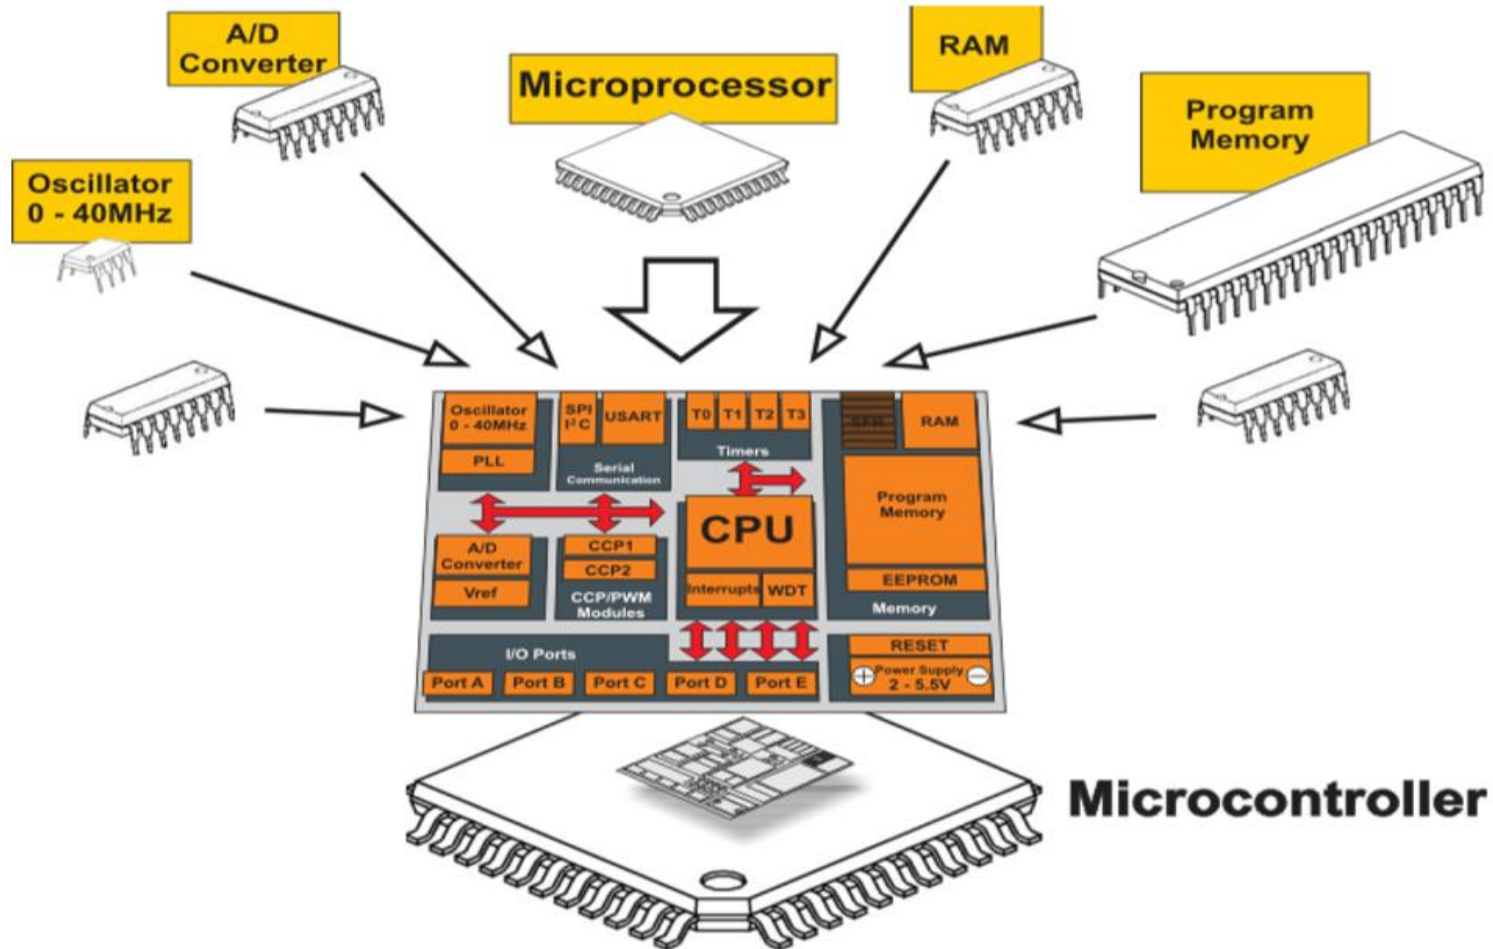 A/D
Converter
Microprocessor
RAM
Program
Memory
Oscillator
0 - 40MHz
Oscillator
0 - 40MHz
PLL
SPI
I²C
USART
Serial
Communication
T0 T1 T2 T3
Timers
SFR
RAM
Program
Memory
EEPROM
Memory
CPU
Interrupts
WDT
A/D
Converter
Vref
CCP1
CCP2
CCP/PWM
Modules
I/O Ports
Port A Port B Port C Port D Port E
RESET
Power Supply
2 - 5.5V
Microcontroller